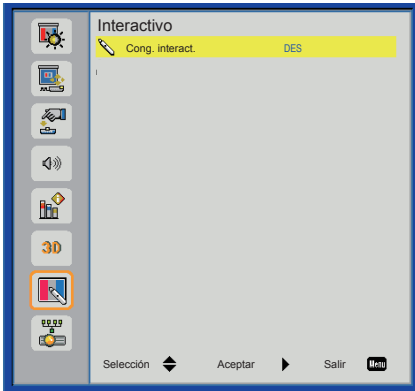 Interactivo
Cong. interact. DES
3D
Selección Aceptar Salir Menu